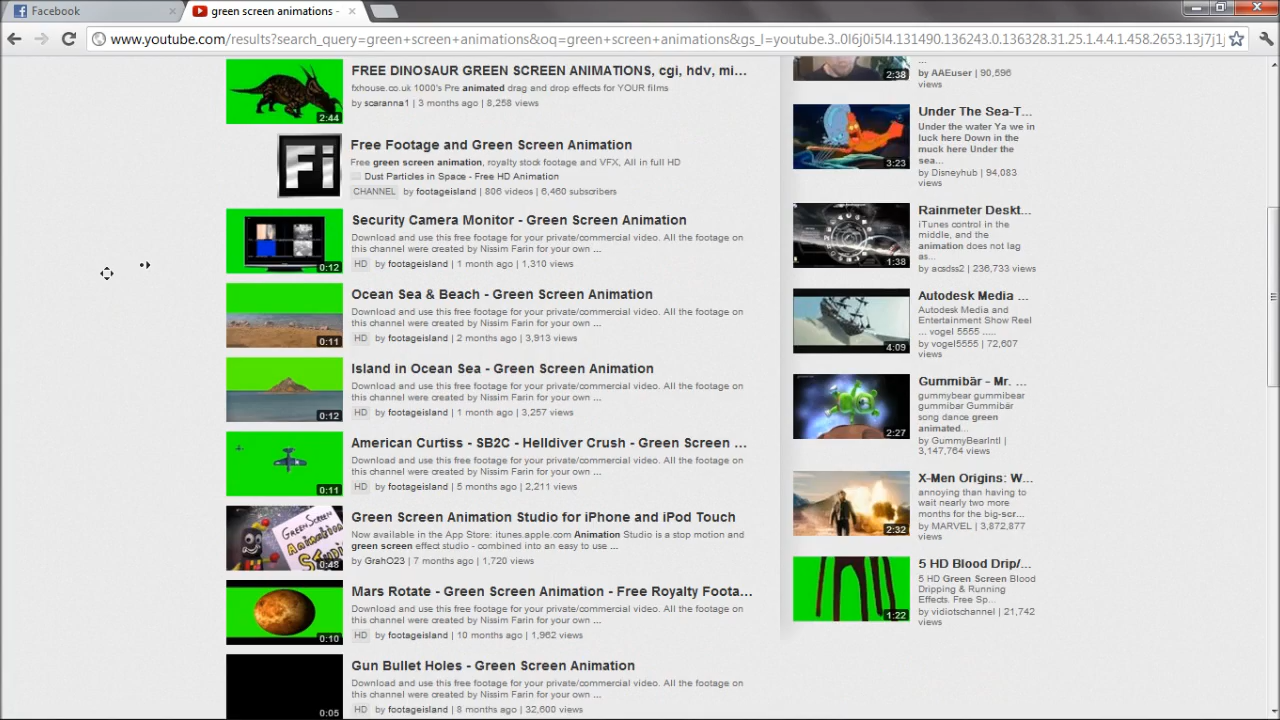 Facebook
green screen animations -
www.youtube.com/results?search_query=green+screen+animations&oq=green+screen+animations&gs_l=youtube.3..0l6j0i5l4.131490.136243.0.136328.31.25.1.4.4.1.458.2653.13j7j1j
FREE DINOSAUR GREEN SCREEN ANIMATIONS, cgi, hdv, mi...
fxhouse.co.uk 1000's Pre animated drag and drop effects for YOUR films
by scaranna1 | 3 months ago | 8,258 views
2:44
Fi
Free Footage and Green Screen Animation
Free green screen animation, royalty stock footage and VFX, All in full HD
Dust Particles in Space - Free HD Animation
CHANNEL by footageisland | 806 videos | 6,460 subscribers
Security Camera Monitor - Green Screen Animation
Download and use this free footage for your private/commercial video. All the footage on
this channel were created by Nissim Farin for your own ...
HD by footageisland | 1 month ago | 1,310 views
0:12
Ocean Sea & Beach - Green Screen Animation
Download and use this free footage for your private/commercial video. All the footage on
this channel were created by Nissim Farin for your own ...
HD by footageisland | 2 months ago | 3,913 views
0:11
Island in Ocean Sea - Green Screen Animation
Download and use this free footage for your private/commercial video. All the footage on
this channel were created by Nissim Farin for your own ...
HD by footageisland | 1 month ago | 3,257 views
0:12
American Curtiss - SB2C - Helldiver Crush - Green Screen ...
Download and use this free footage for your private/commercial video. All the footage on
this channel were created by Nissim Farin for your own ...
HD by footageisland | 5 months ago | 2,211 views
0:11
Green Screen Animation Studio for iPhone and iPod Touch
Now available in the App Store: itunes.apple.com Animation Studio is a stop motion and
green screen effect studio - combined into an easy to use ...
by GrahO23 | 7 months ago | 1,720 views
GREEN SCREEN
ANIMATION
STUDIO
0:48
Mars Rotate - Green Screen Animation - Free Royalty Foota...
Download and use this free footage for your private/commercial video. All the footage on
this channel were created by Nissim Farin for your own ...
HD by footageisland | 10 months ago | 1,962 views
0:10
Gun Bullet Holes - Green Screen Animation
Download and use this free footage for your private/commercial video. All the footage on
this channel were created by Nissim Farin for your own ...
HD by footageisland | 8 months ago | 32,600 views
0:05
2:38
...
by AAEuser | 90,596
views
Under The Sea-T...
Under the water Ya we in
luck here Down in the
muck here Under the
sea...
by Disneyhub | 94,083
views
3:23
Rainmeter Deskt...
iTunes control in the
middle, and the
animation does not lag
as...
by acsdss2 | 236,733 views
1:38
Autodesk Media ...
Autodesk Media and
Entertainment Show Reel
... vogel 5555 .....
by vogel5555 | 72,607
views
4:09
Gummibär - Mr. ...
gummybear gummibear
gummibar Gummibär
song dance green
animated...
by GummyBearIntl |
3,147,764 views
2:27
X-Men Origins: W...
annoying than having to
wait nearly two more
months for the big-scr...
by MARVEL | 3,872,877
views
2:32
5 HD Blood Drip/...
5 HD Green Screen Blood
Dripping & Running
Effects. Free Sp...
by vidiotschannel | 21,742
views
1:22